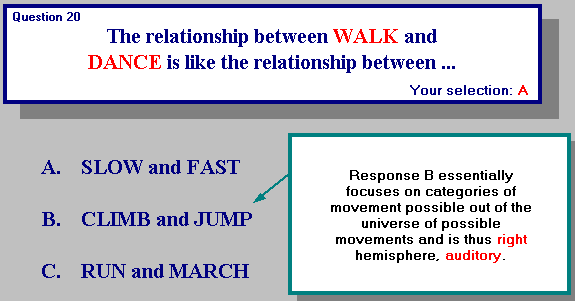 Question 20
The relationship between WALK and
DANCE is like the relationship between ...
Your selection: A
A. SLOW and FAST
B. CLIMB and JUMP
C. RUN and MARCH
Response B essentially
focuses on categories of
movement possible out of the
universe of possible
movements and is thus right
hemisphere, auditory.